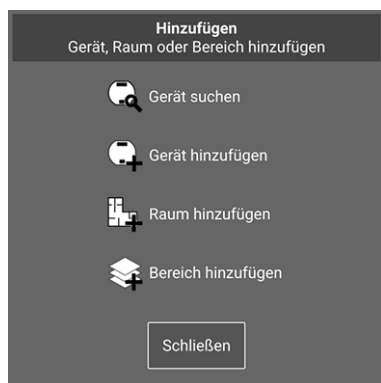 Hinzufügen
Gerät, Raum oder Bereich hinzufügen
Gerät suchen
Gerät hinzufügen
Raum hinzufügen
Bereich hinzufügen
Schließen